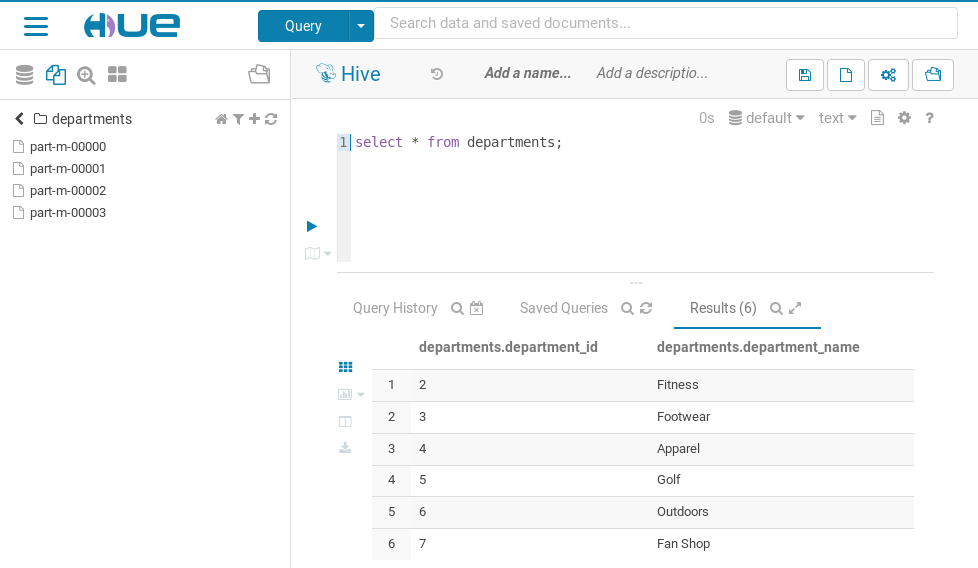 HUE
Query
Search data and saved documents...
departments
part-m-00000
part-m-00001
part-m-00002
part-m-00003
Hive
Add a name...
Add a descriptio...
0s
default
text
?
1
select * from departments;
Query History
Saved Queries
Results (6)
departments.department_id departments.department_name
1 2 Fitness
2 3 Footwear
3 4 Apparel
4 5 Golf
5 6 Outdoors
6 7 Fan Shop